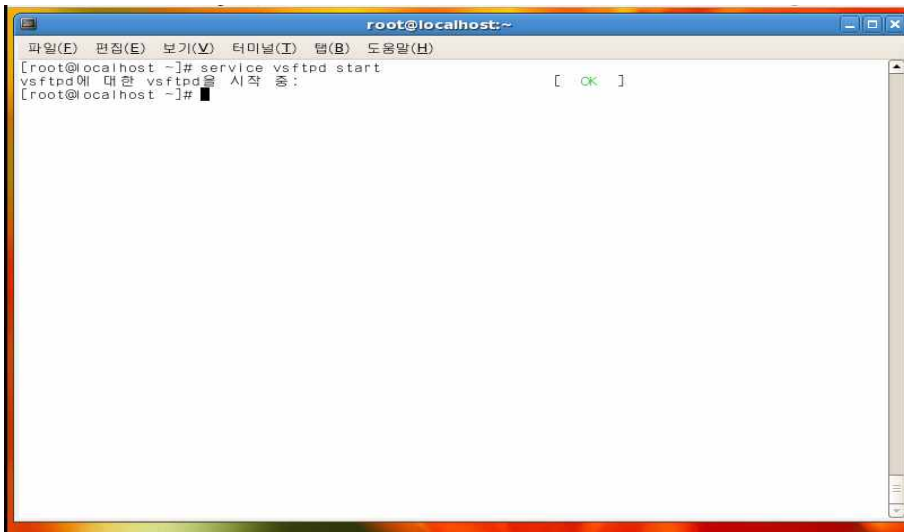 root@localhost:~
파일(F) 편집(E) 보기(V) 터미널(T) 탭(B) 도움말(H)
[root@localhost ~]# service vsftpd start
vsftpd에 대한 vsftpd을 시작 중: [ OK ]
[root@localhost ~]#